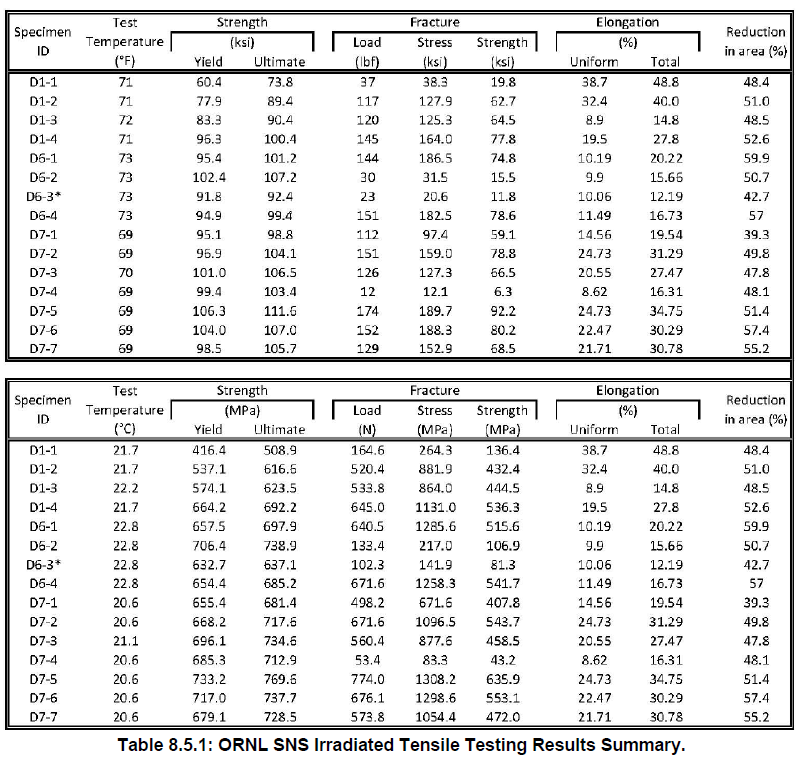 Specimen ID Test Temperature (°F) Strength Fracture Elongation Reduction in area (%)
(ksi) Load (lbf) Stress (ksi) Strength (ksi) (%)
Yield Ultimate Uniform Total
D1-1 71 60.4 73.8 37 38.3 19.8 38.7 48.8 48.4
D1-2 71 77.9 89.4 117 127.9 62.7 32.4 40.0 51.0
D1-3 72 83.3 90.4 120 125.3 64.5 8.9 14.8 48.5
D1-4 71 96.3 100.4 145 164.0 77.8 19.5 27.8 52.6
D6-1 73 95.4 101.2 144 186.5 74.8 10.19 20.22 59.9
D6-2 73 102.4 107.2 30 31.5 15.5 9.9 15.66 50.7
D6-3* 73 91.8 92.4 23 20.6 11.8 10.06 12.19 42.7
D6-4 73 94.9 99.4 151 182.5 78.6 11.49 16.73 57
D7-1 69 95.1 98.8 112 97.4 59.1 14.56 19.54 39.3
D7-2 69 96.9 104.1 151 159.0 78.8 24.73 31.29 49.8
D7-3 70 101.0 106.5 126 127.3 66.5 20.55 27.47 47.8
D7-4 69 99.4 103.4 12 12.1 6.3 8.62 16.31 48.1
D7-5 69 106.3 111.6 174 189.7 92.2 24.73 34.75 51.4
D7-6 69 104.0 107.0 152 188.3 80.2 22.47 30.29 57.4
D7-7 69 98.5 105.7 129 152.9 68.5 21.71 30.78 55.2
Specimen ID Test Temperature (°C) Strength Fracture Elongation Reduction in area (%)
(MPa) Load (N) Stress (MPa) Strength (MPa) (%)
Yield Ultimate Uniform Total
D1-1 21.7 416.4 508.9 164.6 264.3 136.4 38.7 48.8 48.4
D1-2 21.7 537.1 616.6 520.4 881.9 432.4 32.4 40.0 51.0
D1-3 22.2 574.1 623.5 533.8 864.0 444.5 8.9 14.8 48.5
D1-4 21.7 664.2 692.2 645.0 1131.0 536.3 19.5 27.8 52.6
D6-1 22.8 657.5 697.9 640.5 1285.6 515.6 10.19 20.22 59.9
D6-2 22.8 706.4 738.9 133.4 217.0 106.9 9.9 15.66 50.7
D6-3* 22.8 632.7 637.1 102.3 141.9 81.3 10.06 12.19 42.7
D6-4 22.8 654.4 685.2 671.6 1258.3 541.7 11.49 16.73 57
D7-1 20.6 655.4 681.4 498.2 671.6 407.8 14.56 19.54 39.3
D7-2 20.6 668.2 717.6 671.6 1096.5 543.7 24.73 31.29 49.8
D7-3 21.1 696.1 734.6 560.4 877.6 458.5 20.55 27.47 47.8
D7-4 20.6 685.3 712.9 53.4 83.3 43.2 8.62 16.31 48.1
D7-5 20.6 733.2 769.6 774.0 1308.2 635.9 24.73 34.75 51.4
D7-6 20.6 717.0 737.7 676.1 1298.6 553.1 22.47 30.29 57.4
D7-7 20.6 679.1 728.5 573.8 1054.4 472.0 21.71 30.78 55.2
Table 8.5.1: ORNL SNS Irradiated Tensile Testing Results Summary.